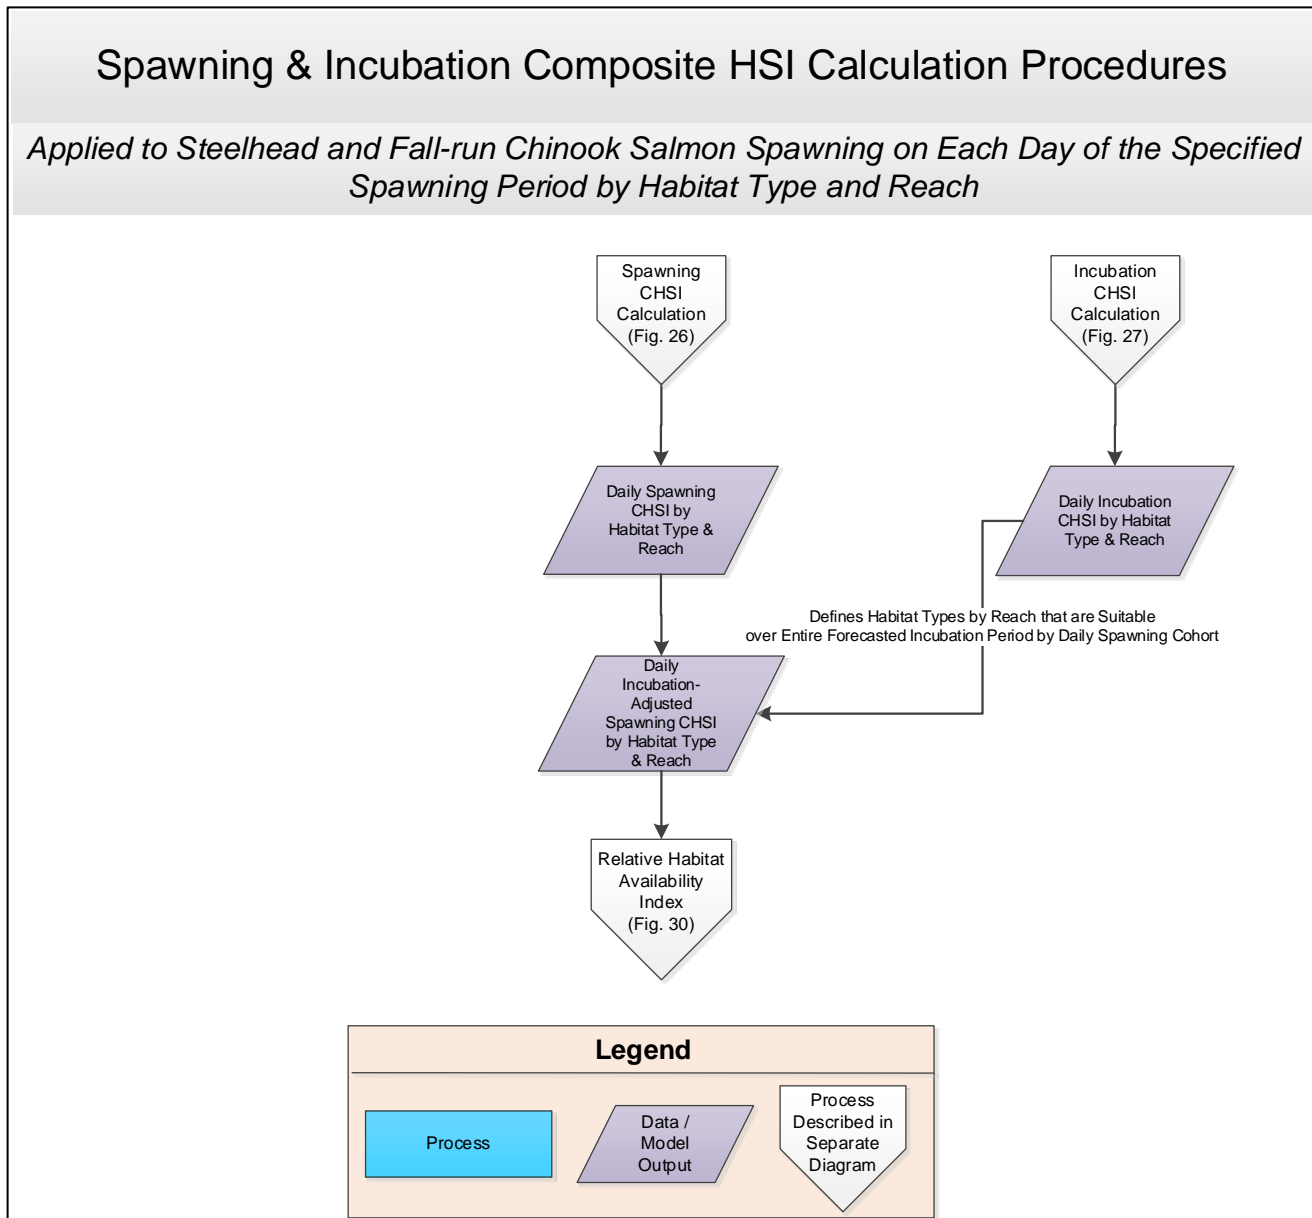 Spawning & Incubation Composite HSI Calculation Procedures
Applied to Steelhead and Fall-run Chinook Salmon Spawning on Each Day of the Specified
Spawning Period by Habitat Type and Reach
Spawning
CHSI
Calculation
(Fig. 26)
Incubation
CHSI
Calculation
(Fig. 27)
Daily Spawning
CHSI by
Habitat Type &
Reach
Daily Incubation
CHSI by Habitat
Type & Reach
Defines Habitat Types by Reach that are Suitable
over Entire Forecasted Incubation Period by Daily Spawning Cohort
Daily
Incubation-
Adjusted
Spawning CHSI
by Habitat Type
& Reach
Relative Habitat
Availability
Index
(Fig. 30)
Legend
Process
Data /
Model
Output
Process
Described in
Separate
Diagram